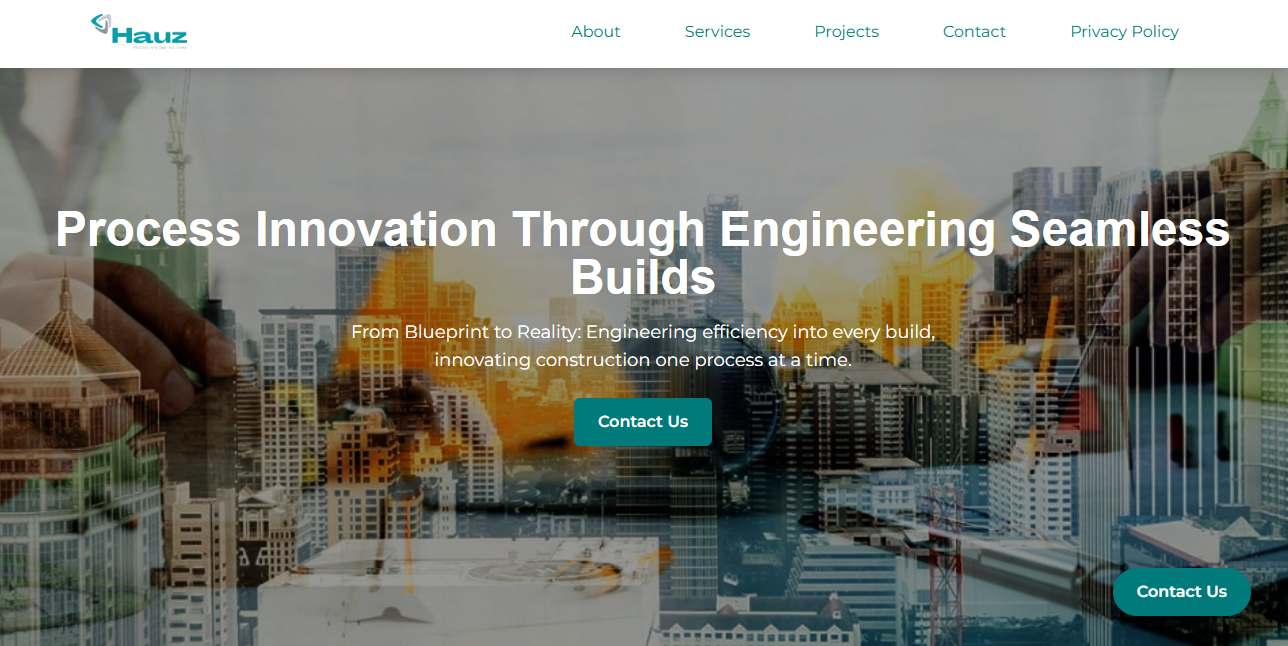 Hauz
About
Services
Projects
Contact
Privacy Policy
Process Innovation Through Engineering Seamless
Builds
From Blueprint to Reality: Engineering efficiency into every build,
innovating construction one process at a time.
Contact Us
Contact Us